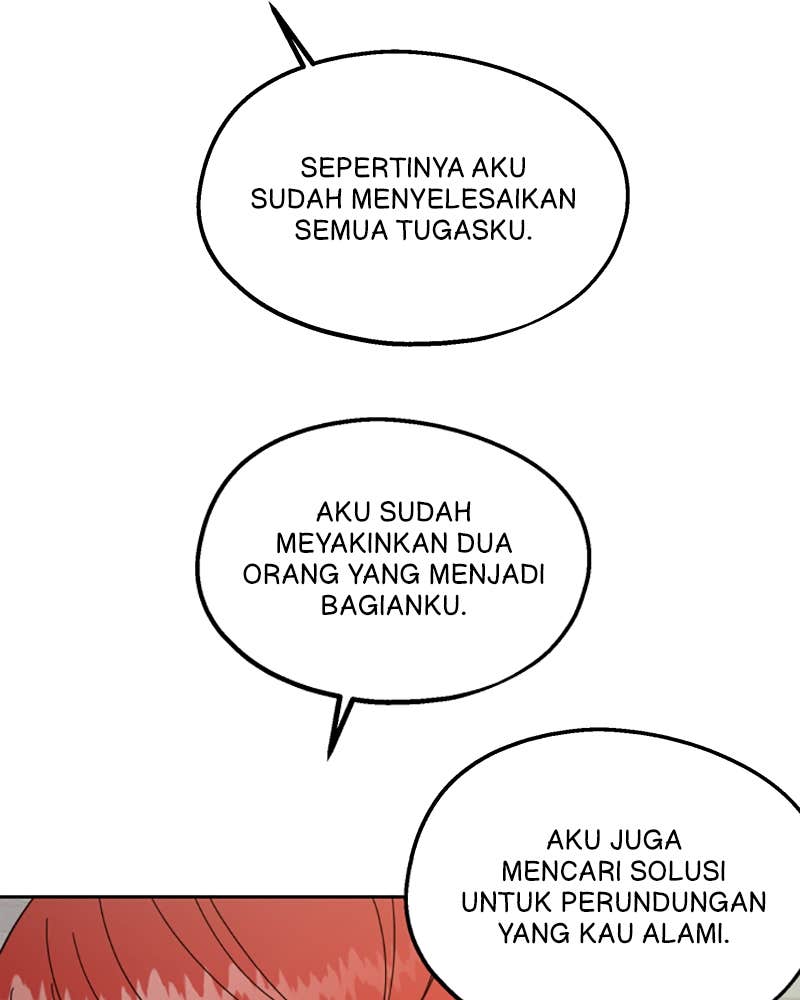 SEPERTINYA AKU
SUDAH MENYELESAIKAN
SEMUA TUGASKU.
AKU SUDAH
MEYAKINKAN DUA
ORANG YANG MENJADI
BAGIANKU.
AKU JUGA
MENCARI SOLUSI
UNTUK PERUNDUNGAN
YANG KAU ALAMI.